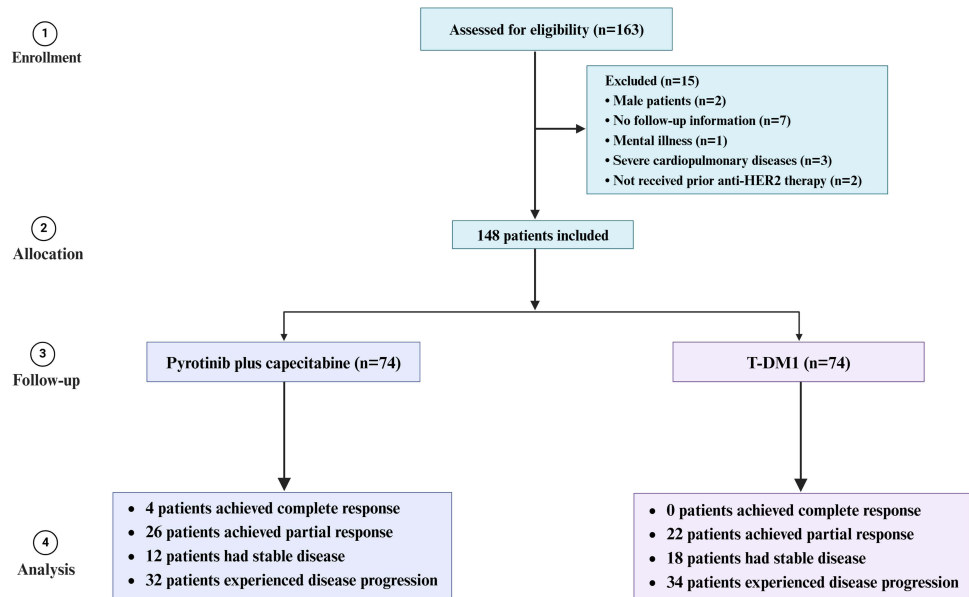 1
Enrollment
Assessed for eligibility (n=163)
Excluded (n=15)
• Male patients (n=2)
• No follow-up information (n=7)
• Mental illness (n=1)
• Severe cardiopulmonary diseases (n=3)
• Not received prior anti-HER2 therapy (n=2)
2
Allocation
148 patients included
3
Follow-up
Pyrotinib plus capecitabine (n=74)
T-DM1 (n=74)
4
Analysis
• 4 patients achieved complete response
• 26 patients achieved partial response
• 12 patients had stable disease
• 32 patients experienced disease progression
• 0 patients achieved complete response
• 22 patients achieved partial response
• 18 patients had stable disease
• 34 patients experienced disease progression